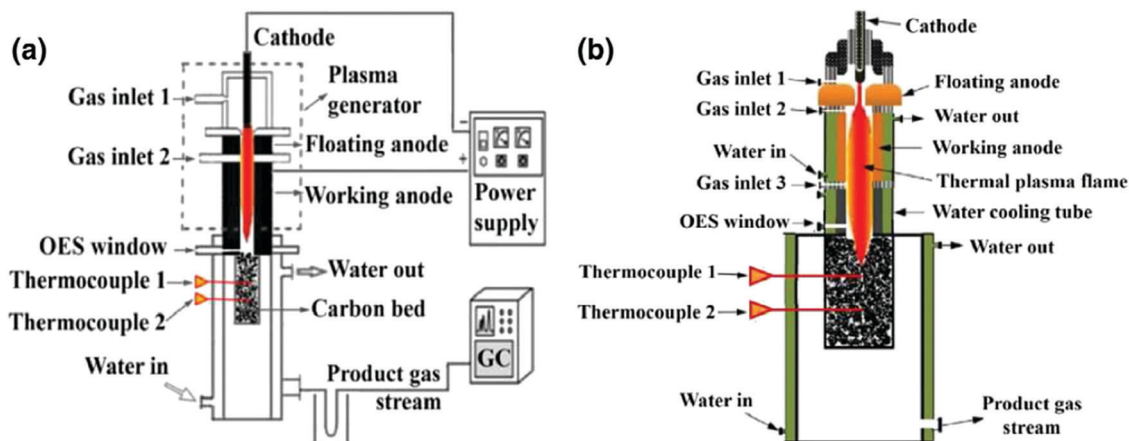 (a)
Cathode
Gas inlet 1
Plasma
generator
Gas inlet 2
Floating anode
Working anode
-
+
Power
supply
OES window
Thermocouple 1
Water out
Thermocouple 2
Carbon bed
Water in
GC
Product gas
stream
(b)
Cathode
Gas inlet 1
Floating anode
Gas inlet 2
Water out
Water in
Working anode
Gas inlet 3
Thermal plasma flame
OES window
Water cooling tube
Water out
Thermocouple 1
Thermocouple 2
Water in
Product gas
stream